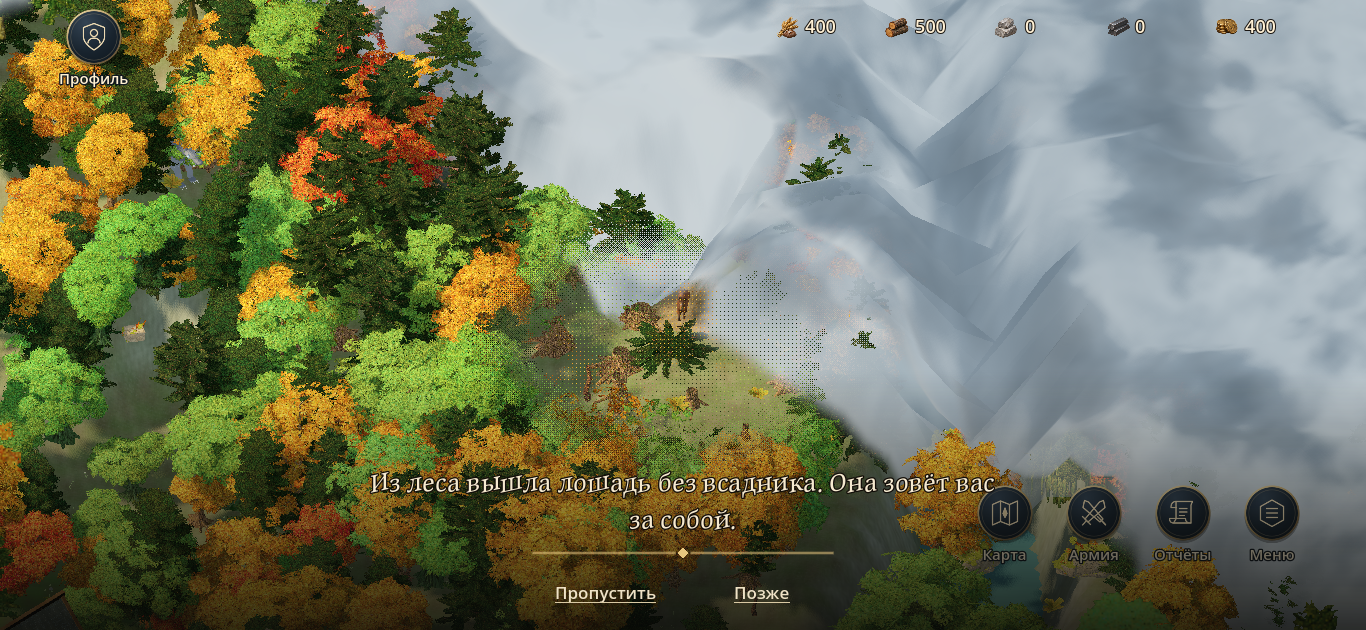 400 500 0 0 400
Профиль
Из леса вышла лошадь без всадника. Она зовёт вас
за собой.
Карта Армия Отчёты Меню
Пропустить Позже